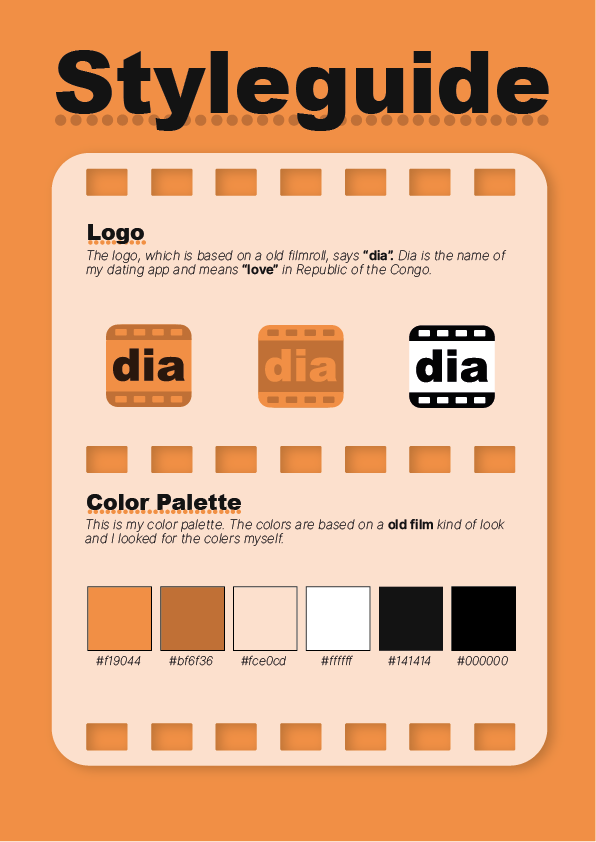 Styleguide
Logo
The logo, which is based on a old filmroll, says “dia”. Dia is the name of
my dating app and means “love” in Republic of the Congo.
dia dia dia
Color Palette
This is my color palette. The colors are based on a old film kind of look
and I looked for the colers myself.
#f19044 #bf6f36 #fce0cd #ffffff #141414 #000000